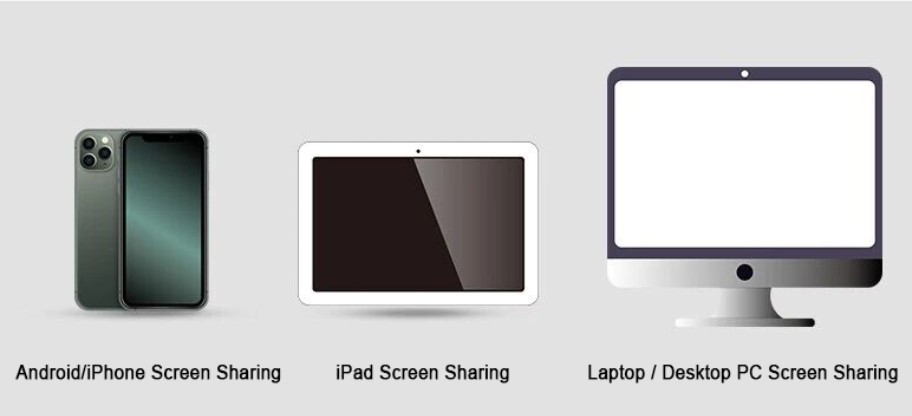 Android/iPhone Screen Sharing
iPad Screen Sharing
Laptop / Desktop PC Screen Sharing